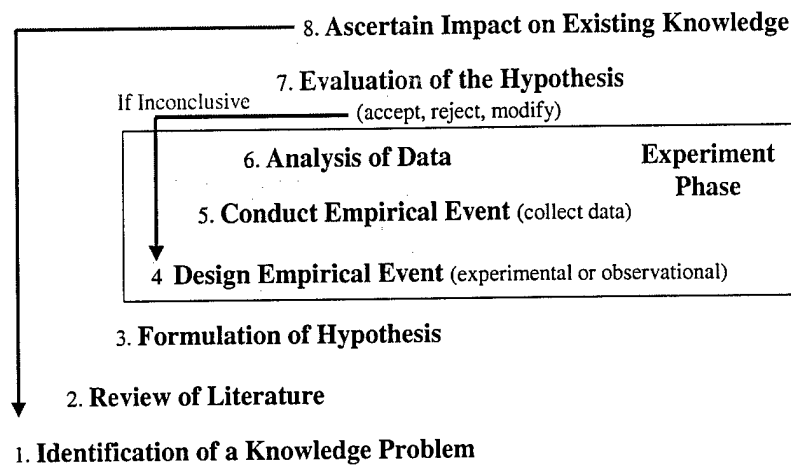 8. Ascertain Impact on Existing Knowledge
7. Evaluation of the Hypothesis
If Inconclusive
(accept, reject, modify)
6. Analysis of Data
Experiment
Phase
5. Conduct Empirical Event (collect data)
4 Design Empirical Event (experimental or observational)
3. Formulation of Hypothesis
2. Review of Literature
1. Identification of a Knowledge Problem